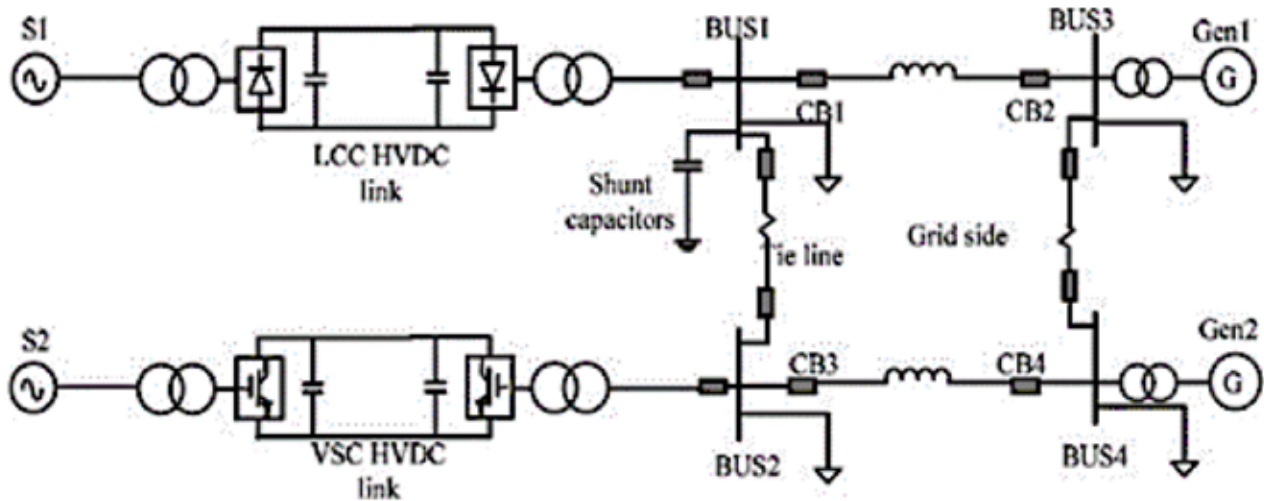 S1
LCC HVDC
link
BUS1
CB1
CB2
BUS3
Gen1
G
Shunt
capacitors
ie line
Grid side
S2
VSC HVDC
link
BUS2
CB3
CB4
BUS4
Gen2
G